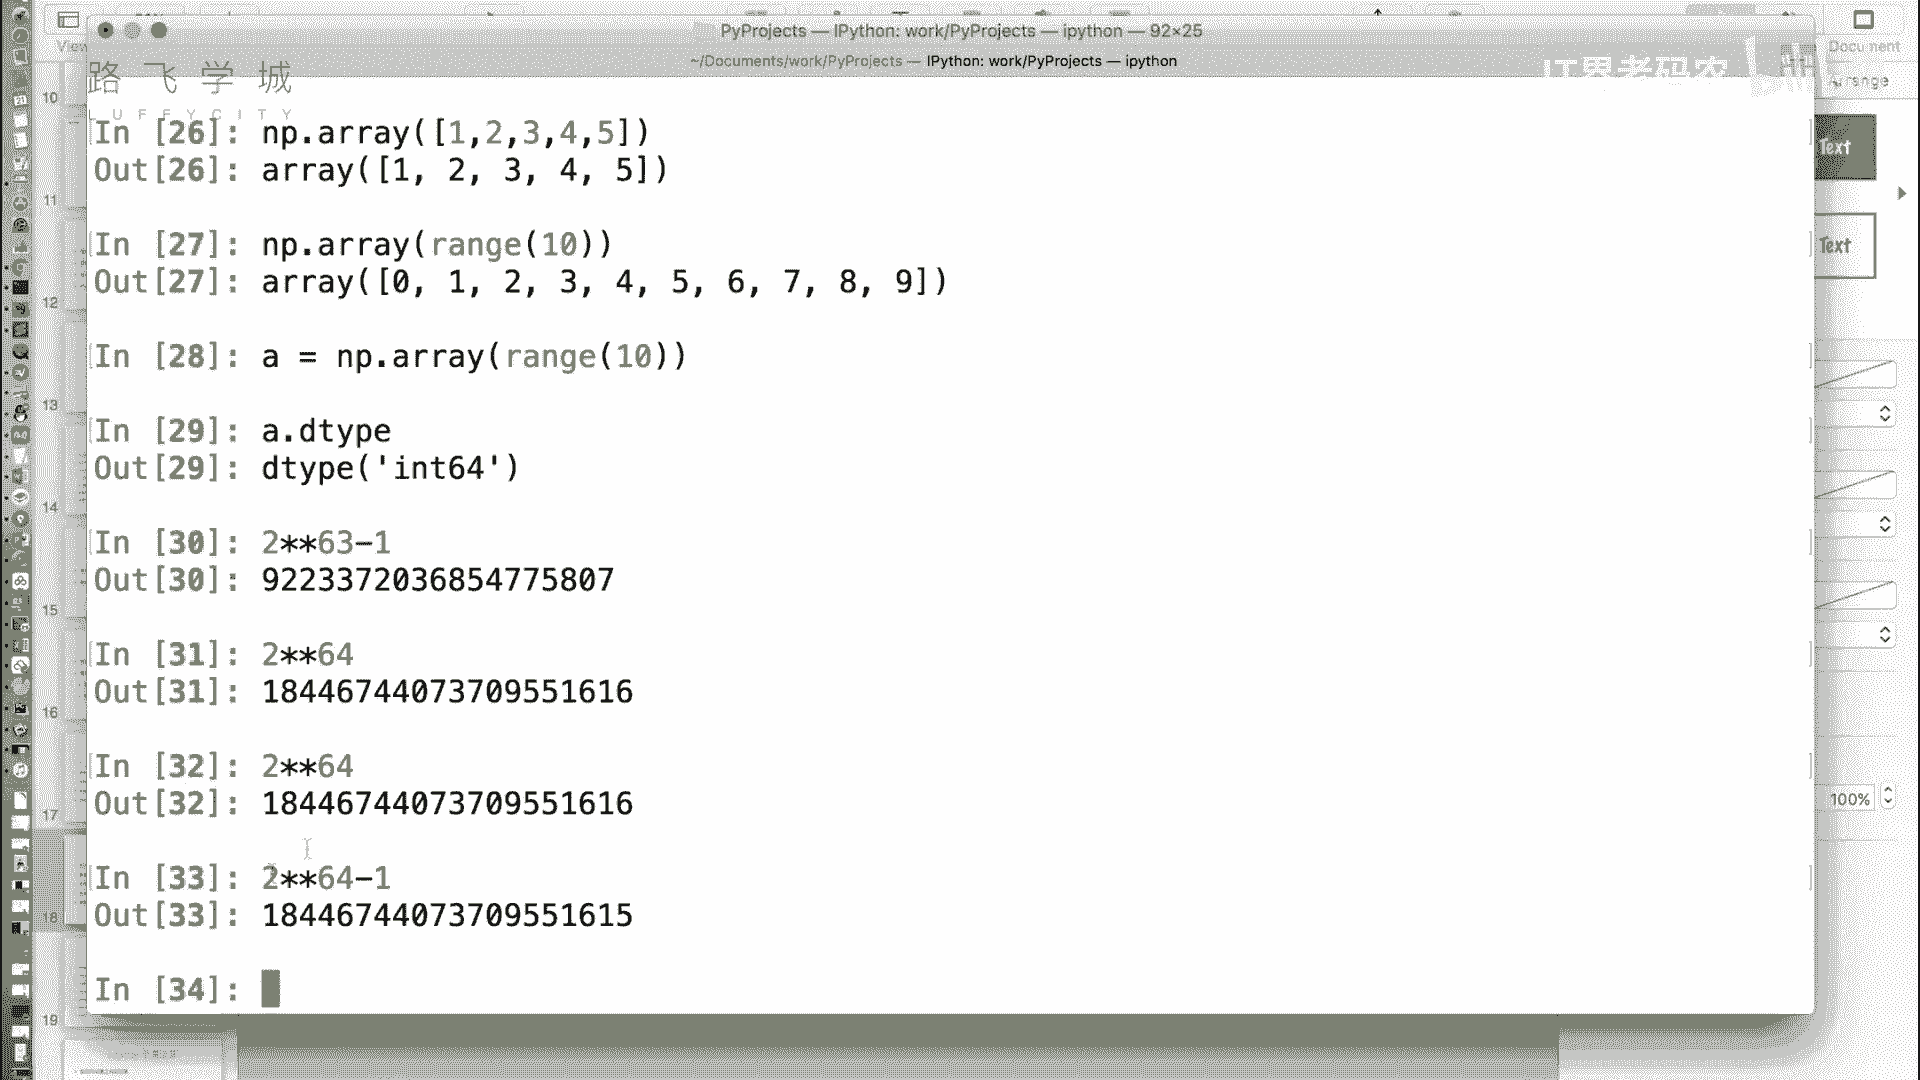 PyProjects — IPython: work/PyProjects — ipython — 92×25
~/Documents/work/PyProjects — IPython: work/PyProjects — ipython
View
Document
路飞学城
LUFFYCITY
IT界老码农
Arrange
10
In [26]: np.array([1,2,3,4,5])
Out[26]: array([1, 2, 3, 4, 5])
Text
11
In [27]: np.array(range(10))
Text
Out[27]: array([0, 1, 2, 3, 4, 5, 6, 7, 8, 9])
12
In [28]: a = np.array(range(10))
13
In [29]: a.dtype
Out[29]: dtype('int64')
14
In [30]: 2**63-1
Out[30]: 9223372036854775807
15
In [31]: 2**64
Out[31]: 18446744073709551616
16
In [32]: 2**64
Out[32]: 18446744073709551616
100%
17
In [33]: 2**64-1
Out[33]: 18446744073709551615
18
In [34]:
19